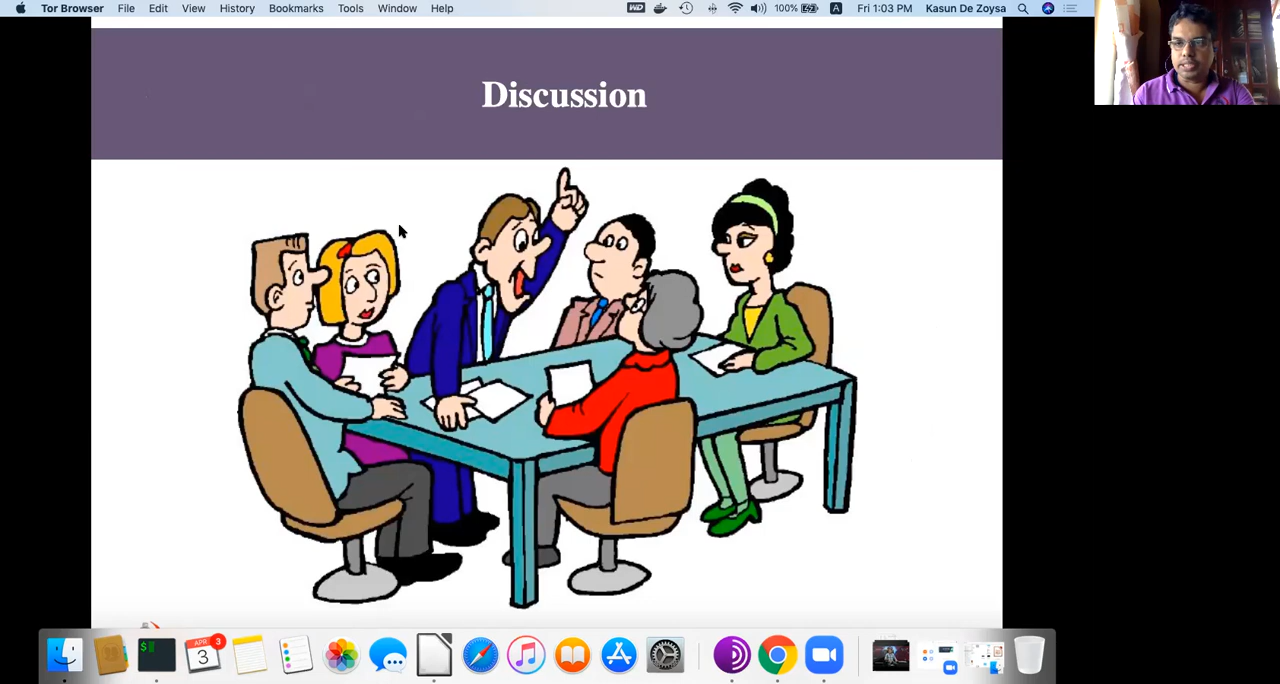 Tor Browser File Edit View History Bookmarks Tools Window Help 100% A Fri 1:03 PM Kasun De Zoysa
Discussion
APR 3
3
$